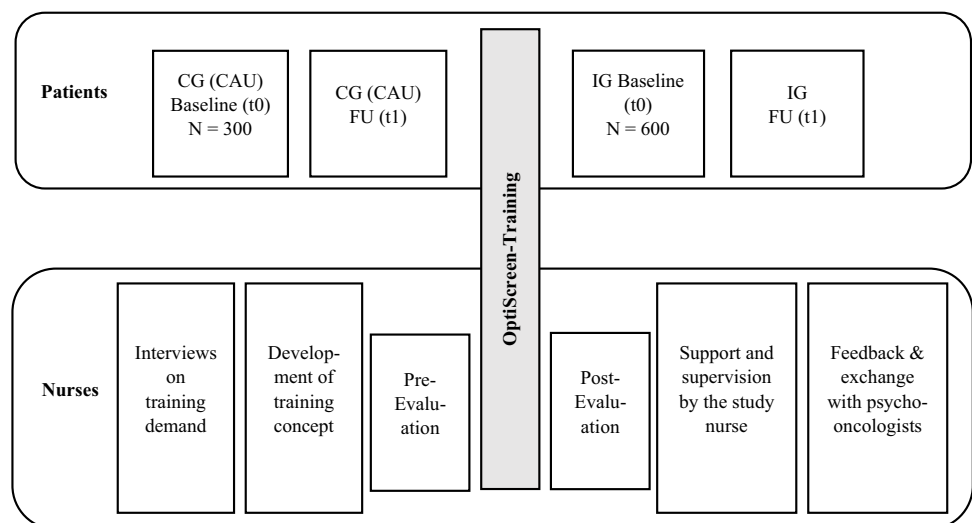 Patients
CG (CAU)
Baseline (t0)
N = 300
CG (CAU)
FU (t1)
OptiScreen-Training
IG Baseline
(t0)
N = 600
IG
FU (t1)
Nurses
Interviews
on
training
demand
Develop-
ment of
training
concept
Pre-
Evalu-
ation
Post-
Evalu-
ation
Support and
supervision
by the study
nurse
Feedback &
exchange
with psycho-
oncologists